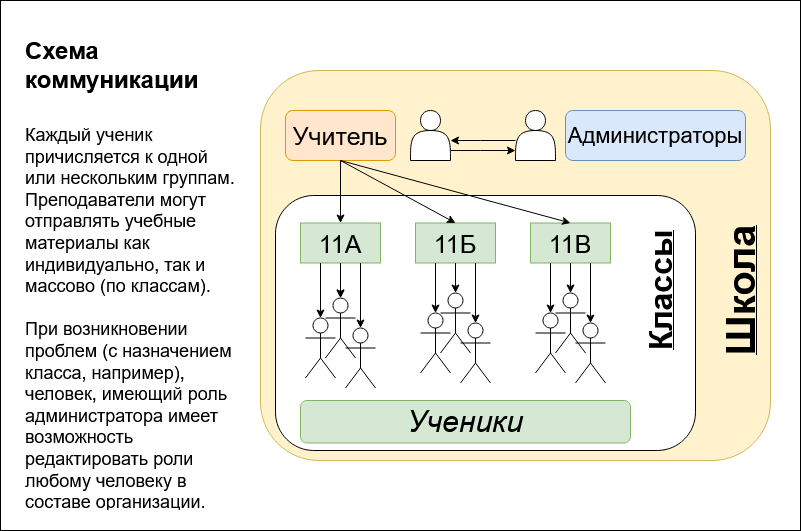 Схема
коммуникации
Каждый ученик
причисляется к одной
или нескольким группам.
Преподаватели могут
отправлять учебные
материалы как
индивидуально, так и
массово (по классам).
При возникновении
проблем (с назначением
класса, например),
человек, имеющий роль
администратора имеет
возможность
редактировать роли
любому человеку в
составе организации.
Учитель
Администраторы
11А
11Б
11В
Ученики
Классы
Школа